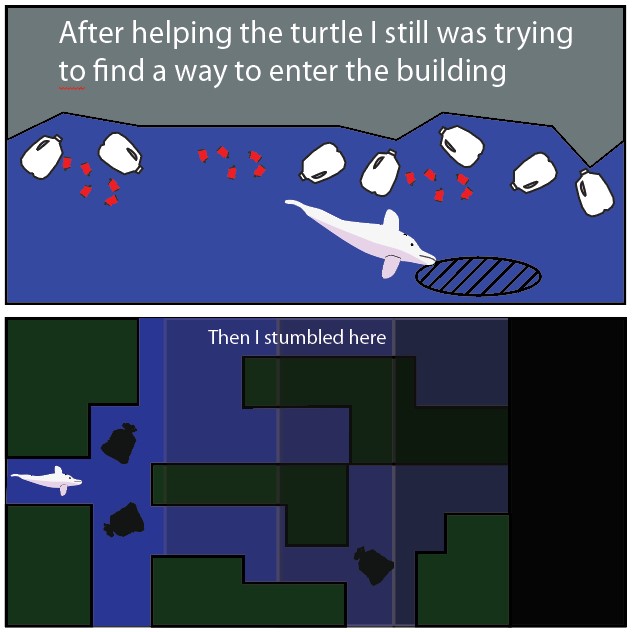 After helping the turtle I still was trying
to find a way to enter the building
Then I stumbled here